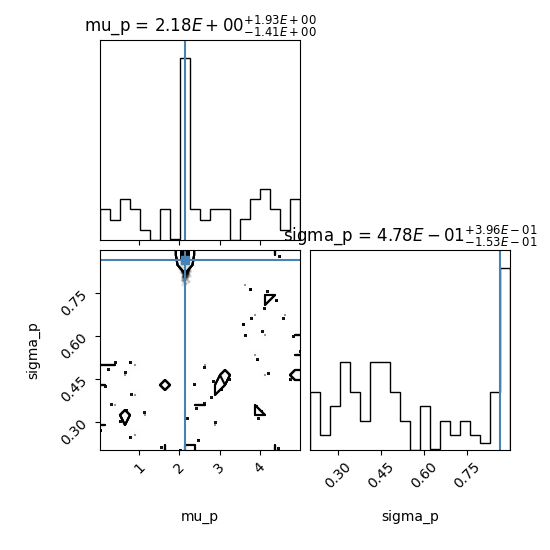 mu_p = 2.18E+00+1.93E+00−1.41E+00
sigma_p = 4.78E−01+3.96E−01−1.53E−01
sigma_p
0.75
0.60
0.45
0.30
1 2 3 4
0.30 0.45 0.60 0.75
mu_p
sigma_p